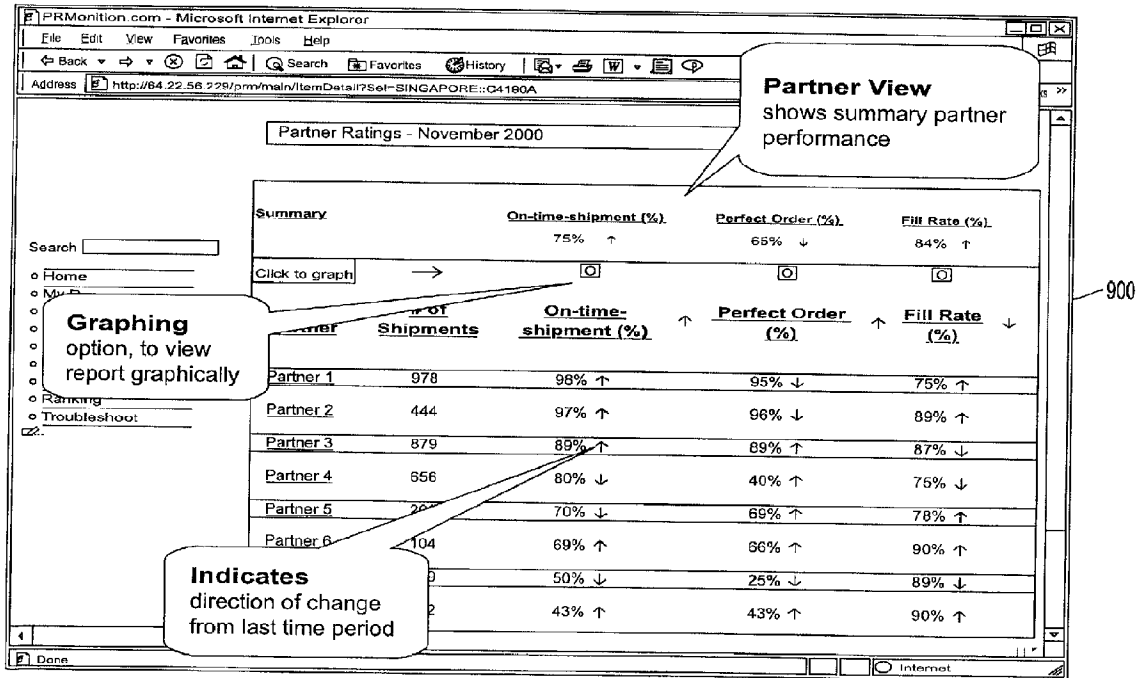 PRMonition.com - Microsoft Internet Explorer
File Edit View Favorites Tools Help
Back Search Favorites History
Address http://64.22.56.229/prm/main/ItemDetail?Sel=SINGAPORE::C4190A
Partner View
shows summary partner
performance
Partner Ratings - November 2000
Summary On-time-shipment (%) Perfect Order (%) Fill Rate (%)
75% ↑ 65% ↓ 84% ↑
Search
Click to graph →
Home
900
Graphing
option, to view
report graphically
Ranking
Troubleshoot
of On-time- ↑ Perfect Order ↑ Fill Rate ↓
Shipments shipment (%) (%) (%)
Partner 1 978 98% ↑ 95% ↓ 75% ↑
Partner 2 444 97% ↑ 96% ↓ 89% ↑
Partner 3 879 89% ↑ 89% ↑ 87% ↓
Partner 4 656 80% ↓ 40% ↑ 75% ↓
Partner 5 70% ↓ 69% ↑ 78% ↑
Partner 6 104 69% ↑ 66% ↑ 90% ↑
50% ↓ 25% ↓ 89% ↓
43% ↑ 43% ↑ 90% ↑
Indicates
direction of change
from last time period
Done Internet